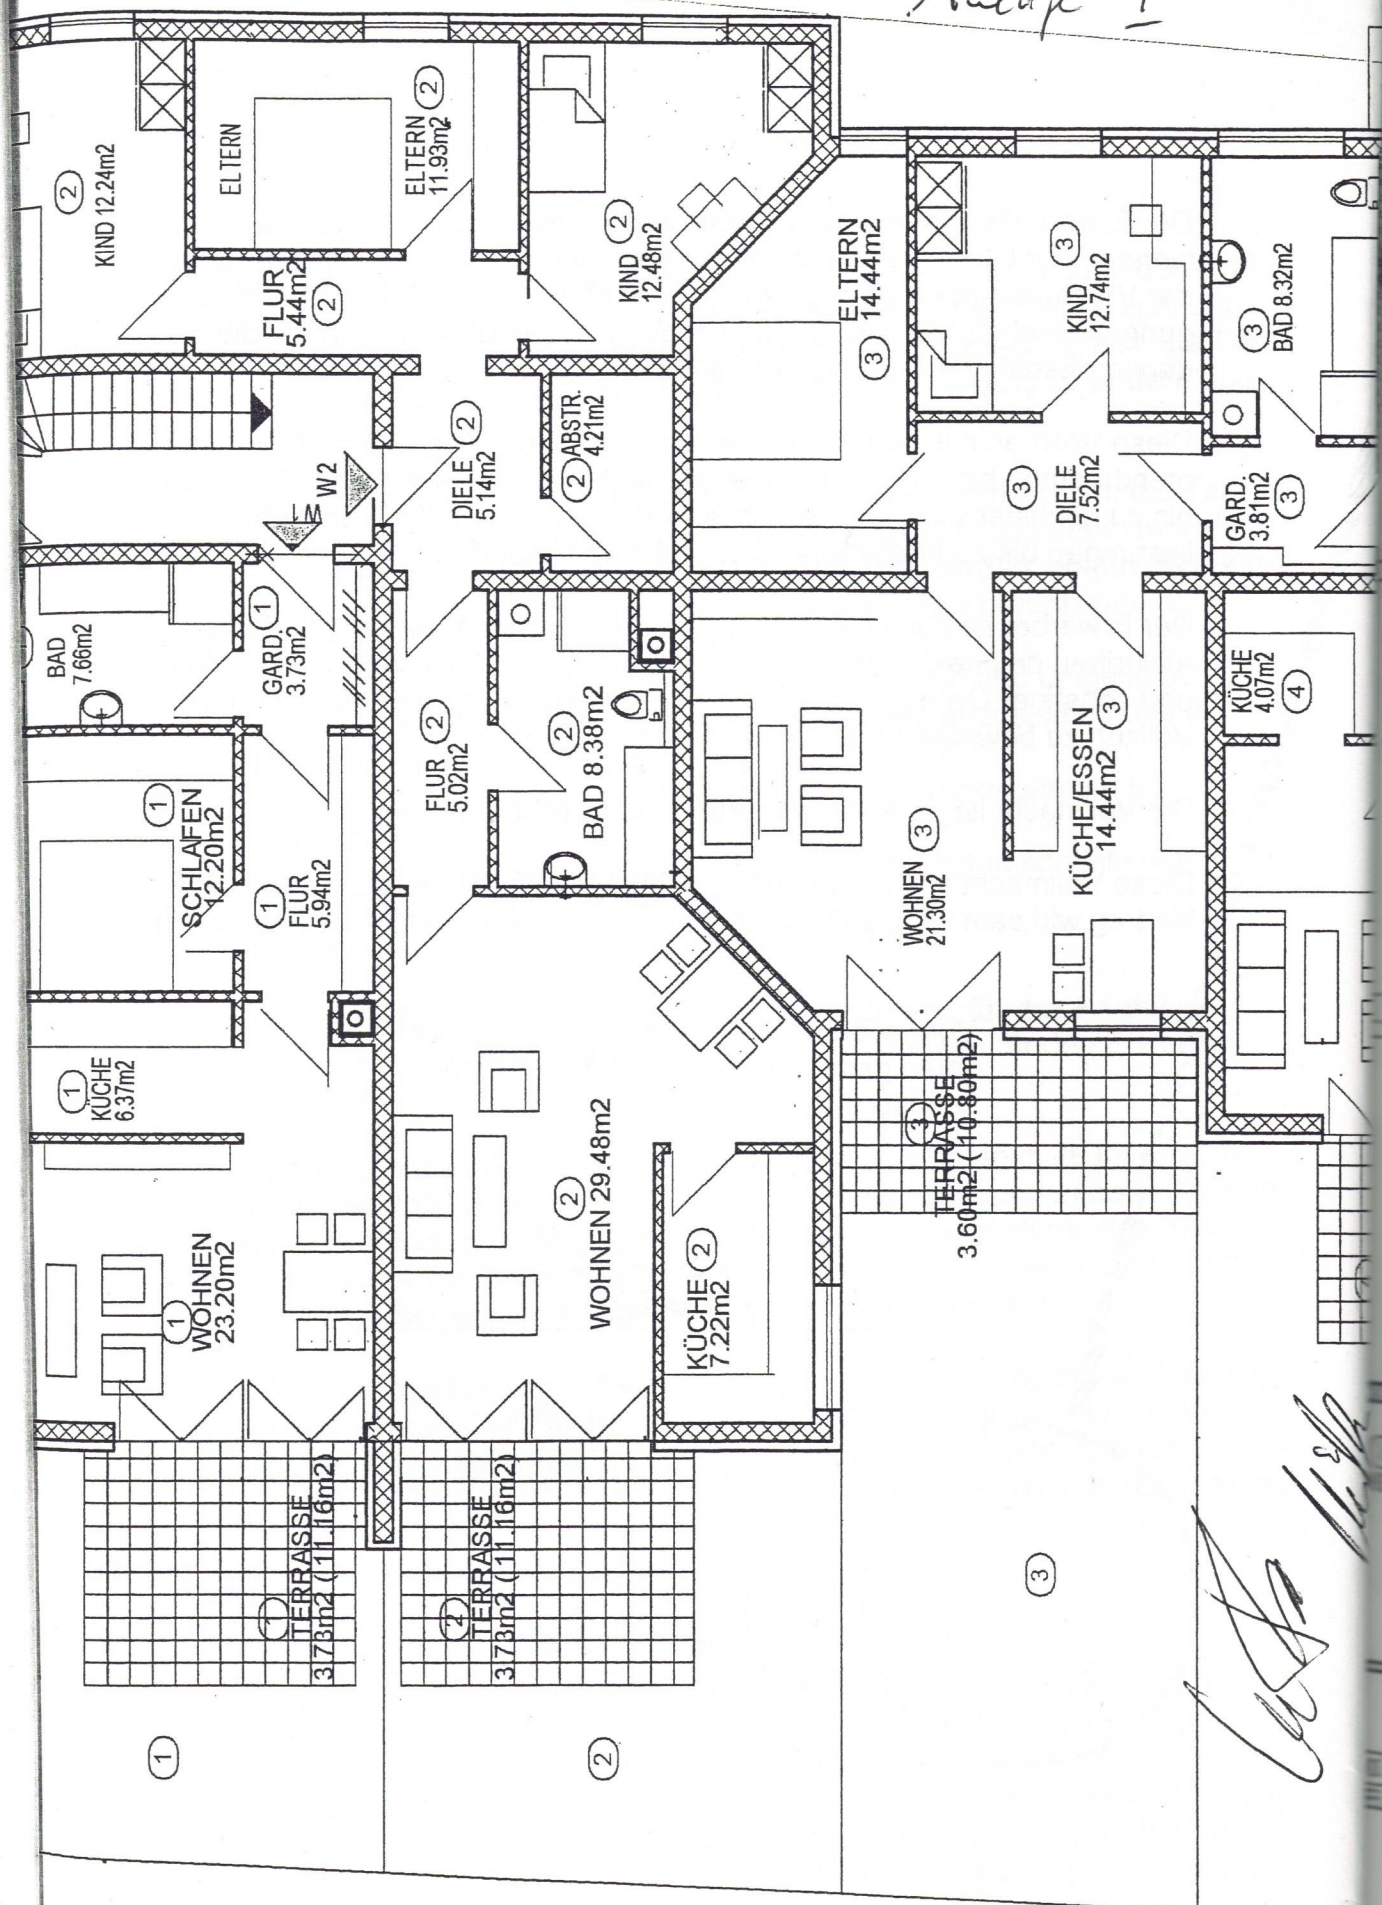 Anlage 1
2
KIND 12.24m2
ELTERN
ELTERN
11.93m2
2
FLUR
5.44m2
2
2
KIND
12.48m2
ELTERN
14.44m2
3
3
KIND
12.74m2
3
BAD 8.32m2
W2
DIELE
5.14m2
2
2
ABSTR.
4.21m2
3
DIELE
7.52m2
GARD.
3.81m2
3
BAD
7.66m2
1
GARD.
3.73m2
FLUR
5.02m2
2
2
BAD 8.38m2
3
KÜCHE/ESSEN
14.44m2
KÜCHE
4.07m2
4
1
SCHLAFEN
12.20m2
1
FLUR
5.94m2
3
WOHNEN
21.30m2
1
KÜCHE
6.37m2
3
TERRASSE
3.60m2 (10.80m2)
2
WOHNEN 29.48m2
1
WOHNEN
23.20m2
KÜCHE
7.22m2
2
1
TERRASSE
3.73m2 (11.16m2)
2
TERRASSE
3.73m2 (11.16m2)
3
1
2